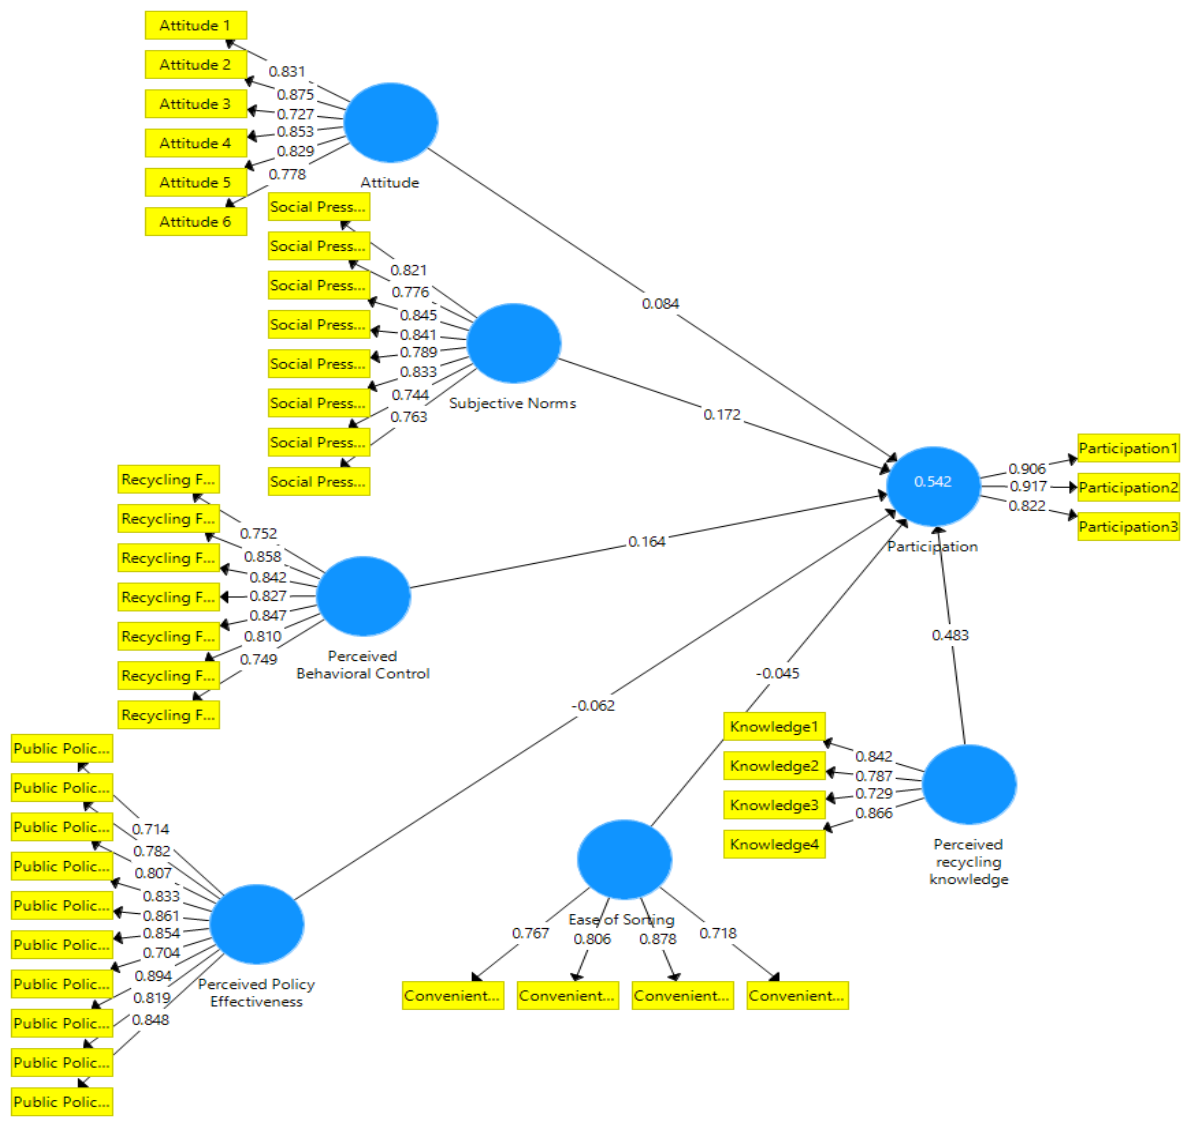 Attitude 1
Attitude 2
Attitude 3
Attitude 4
Attitude 5
Attitude 6
0.831
0.875
0.727
0.853
0.829
0.778
Attitude
Social Press...
Social Press...
Social Press...
Social Press...
Social Press...
Social Press...
Social Press...
Social Press...
0.821
0.776
0.845
0.841
0.789
0.833
0.744
0.763
Subjective Norms
0.084
0.172
Recycling F...
Recycling F...
Recycling F...
Recycling F...
Recycling F...
Recycling F...
Recycling F...
0.752
0.858
0.842
0.827
0.847
0.810
0.749
Perceived
Behavioral Control
0.164
0.542
Participation
0.906
0.917
0.822
Participation1
Participation2
Participation3
-0.062
-0.045
0.483
Public Polic...
Public Polic...
Public Polic...
Public Polic...
Public Polic...
Public Polic...
Public Polic...
Public Polic...
Public Polic...
Public Polic...
0.714
0.782
0.807
0.833
0.861
0.854
0.704
0.894
0.819
0.848
Perceived Policy
Effectiveness
Knowledge1
Knowledge2
Knowledge3
Knowledge4
0.842
0.787
0.729
0.866
Perceived
recycling
knowledge
Ease of Sorting
0.767
0.806
0.878
0.718
Convenient...
Convenient...
Convenient...
Convenient...